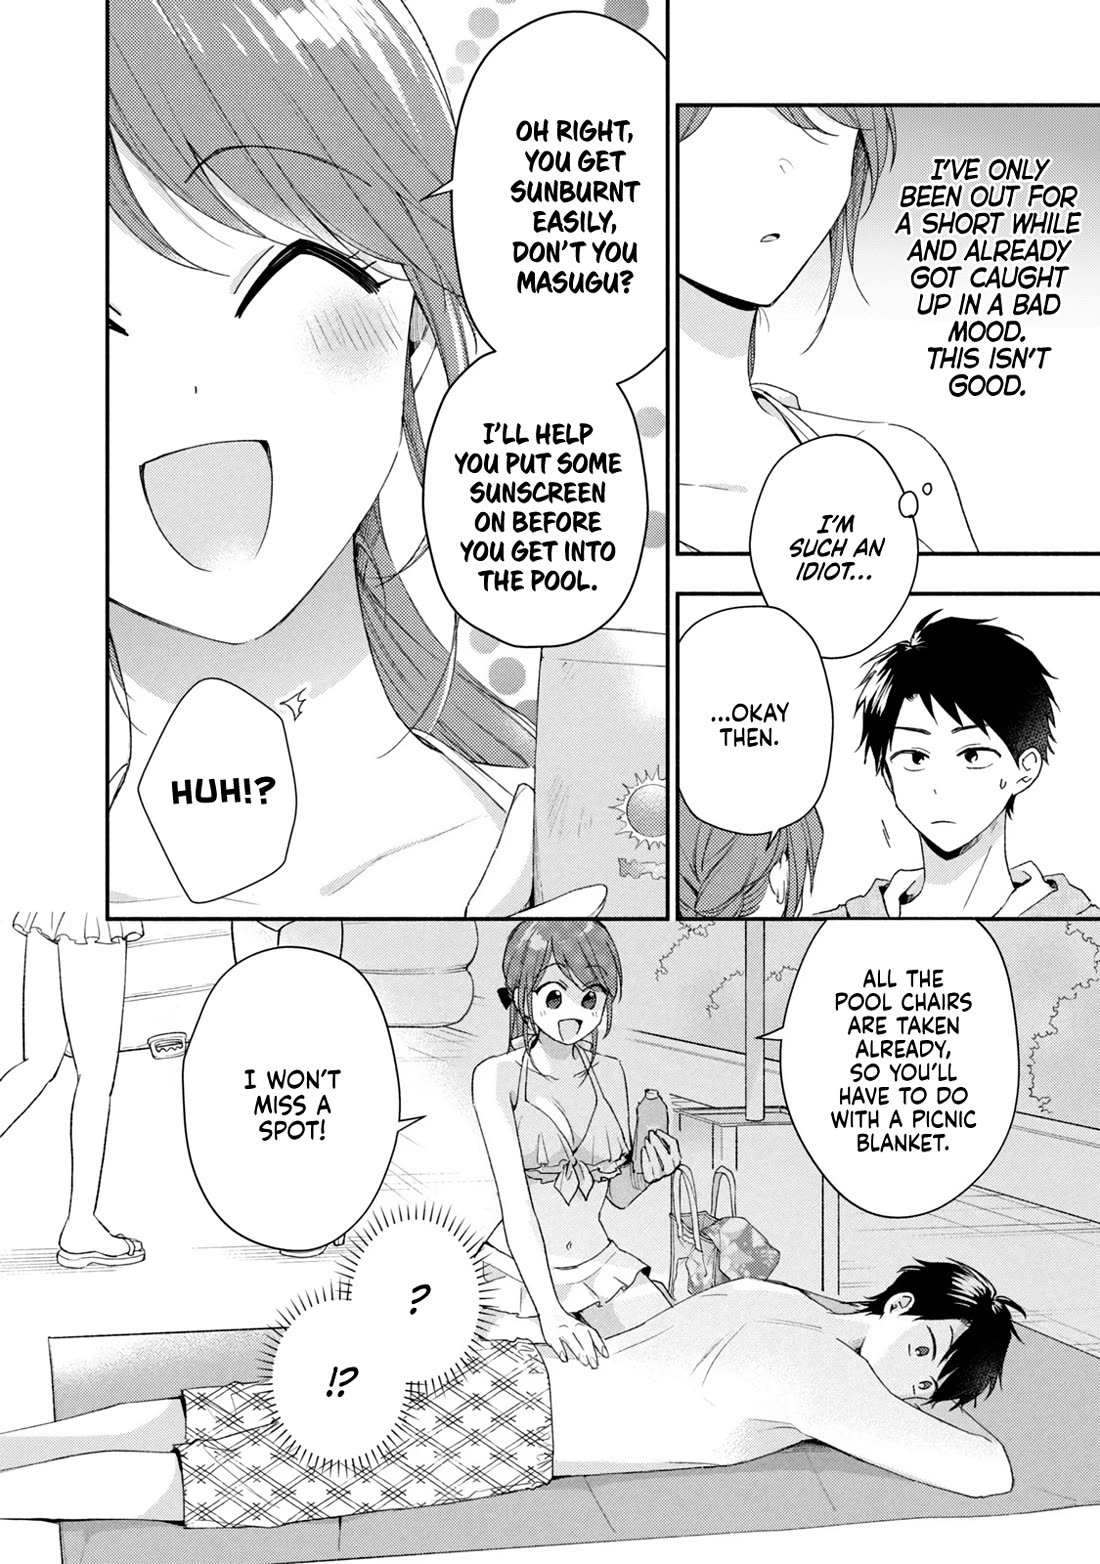 I'VE ONLY
BEEN OUT FOR
A SHORT WHILE
AND ALREADY
GOT CAUGHT
UP IN A BAD
MOOD.
THIS ISN'T
GOOD.
I'M
SUCH AN
IDIOT...
...OKAY
THEN.
OH RIGHT,
YOU GET
SUNBURNT
EASILY,
DON'T YOU
MASUGU?
I'LL HELP
YOU PUT SOME
SUNSCREEN
ON BEFORE
YOU GET INTO
THE POOL.
HUH!?
ALL THE
POOL CHAIRS
ARE TAKEN
ALREADY,
SO YOU'LL
HAVE TO DO
WITH A PICNIC
BLANKET.
I WON'T
MISS A
SPOT!
?
!?